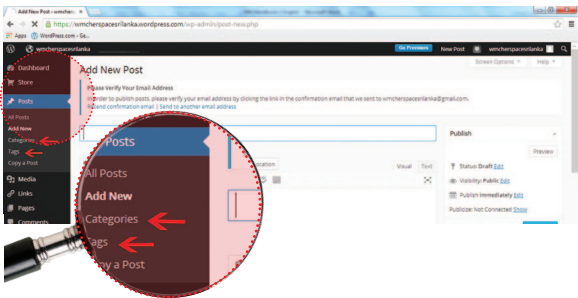 Add New Post ‹ wmcher
https://wmcherspacesrilanka.wordpress.com/wp-admin/post-new.php
Apps WordPress.com - Ge...
wmcherspacesrilanka
Go Premium New Post wmcherspacesrilanka
Dashboard
Store
Posts
All Posts
Add New
Categories
Tags
Copy a Post
Media
Links
Pages
Comments
Screen Options Help
Add New Post
Please Verify Your Email Address
In order to publish posts, please verify your email address by clicking the link in the confirmation email that we sent to wmcherspacesrilanka@gmail.com.
Resend confirmation email | Send to another email address
Visual Text
Publish
Preview
Status: Draft Edit
Visibility: Public Edit
Publish immediately Edit
Publicize: Not Connected Show
Posts
All Posts
Add New
Categories
Tags
Copy a Post